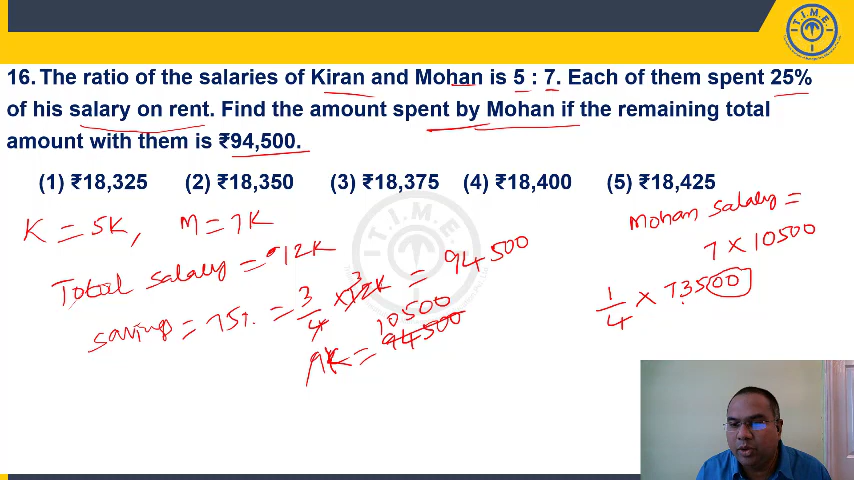 T.I.M.E.
16. The ratio of the salaries of Kiran and Mohan is 5 : 7. Each of them spent 25%
of his salary on rent. Find the amount spent by Mohan if the remaining total
amount with them is ₹94,500.
(1) ₹18,325 (2) ₹18,350 (3) ₹18,375 (4) ₹18,400 (5) ₹18,425
K = 5K, M = 7K
Total salary = 12K
saving = 75% = 3/4 × 12K = 94500
3
10500
9K = 94500
Mohan salary =
7 × 10500
1/4 × 73500
T.I.M.E.